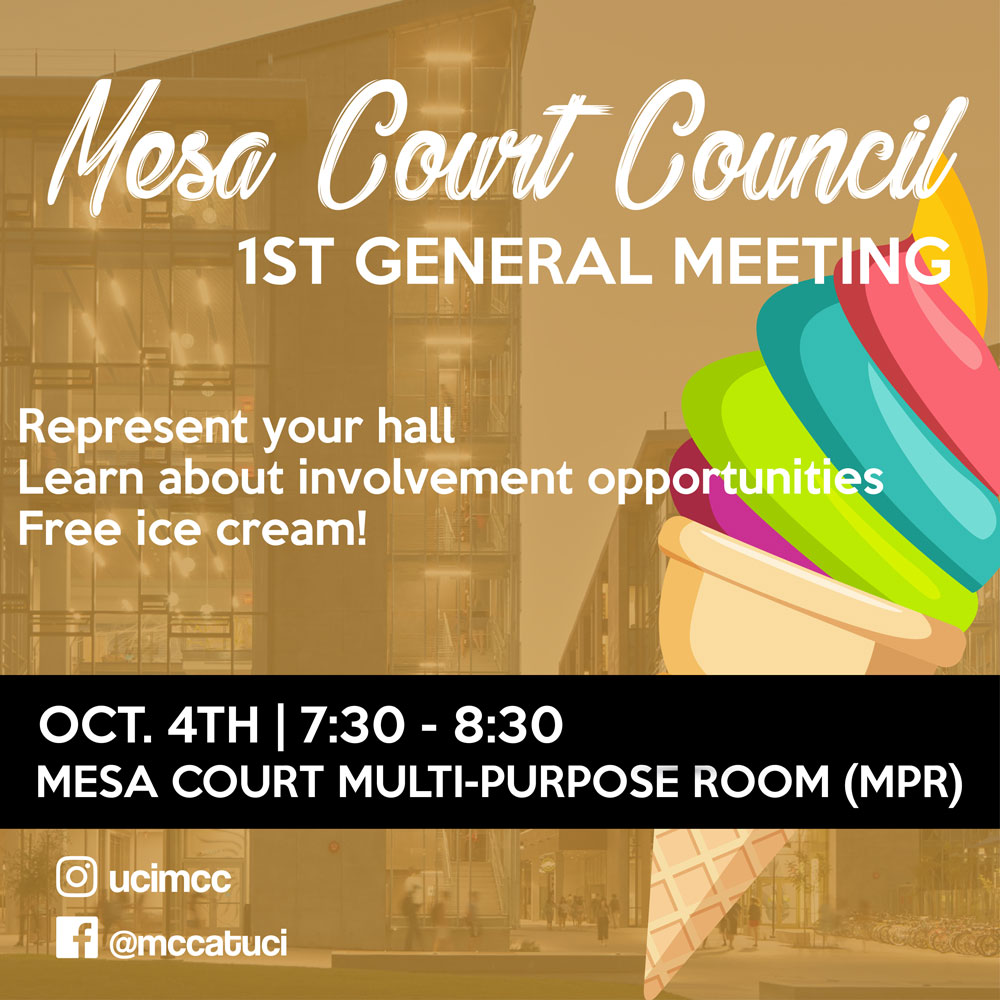 Mesa Court Council
1ST GENERAL MEETING
Represent your hall
Learn about involvement opportunities
Free ice cream!
OCT. 4TH | 7:30 - 8:30
MESA COURT MULTI-PURPOSE ROOM (MPR)
ucimcc
@mccatuci